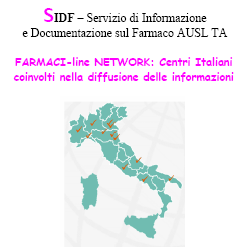 SIDF – Servizio di Informazione
e Documentazione sul Farmaco AUSL TA
FARMACI-line NETWORK: Centri Italiani
coinvolti nella diffusione delle informazioni